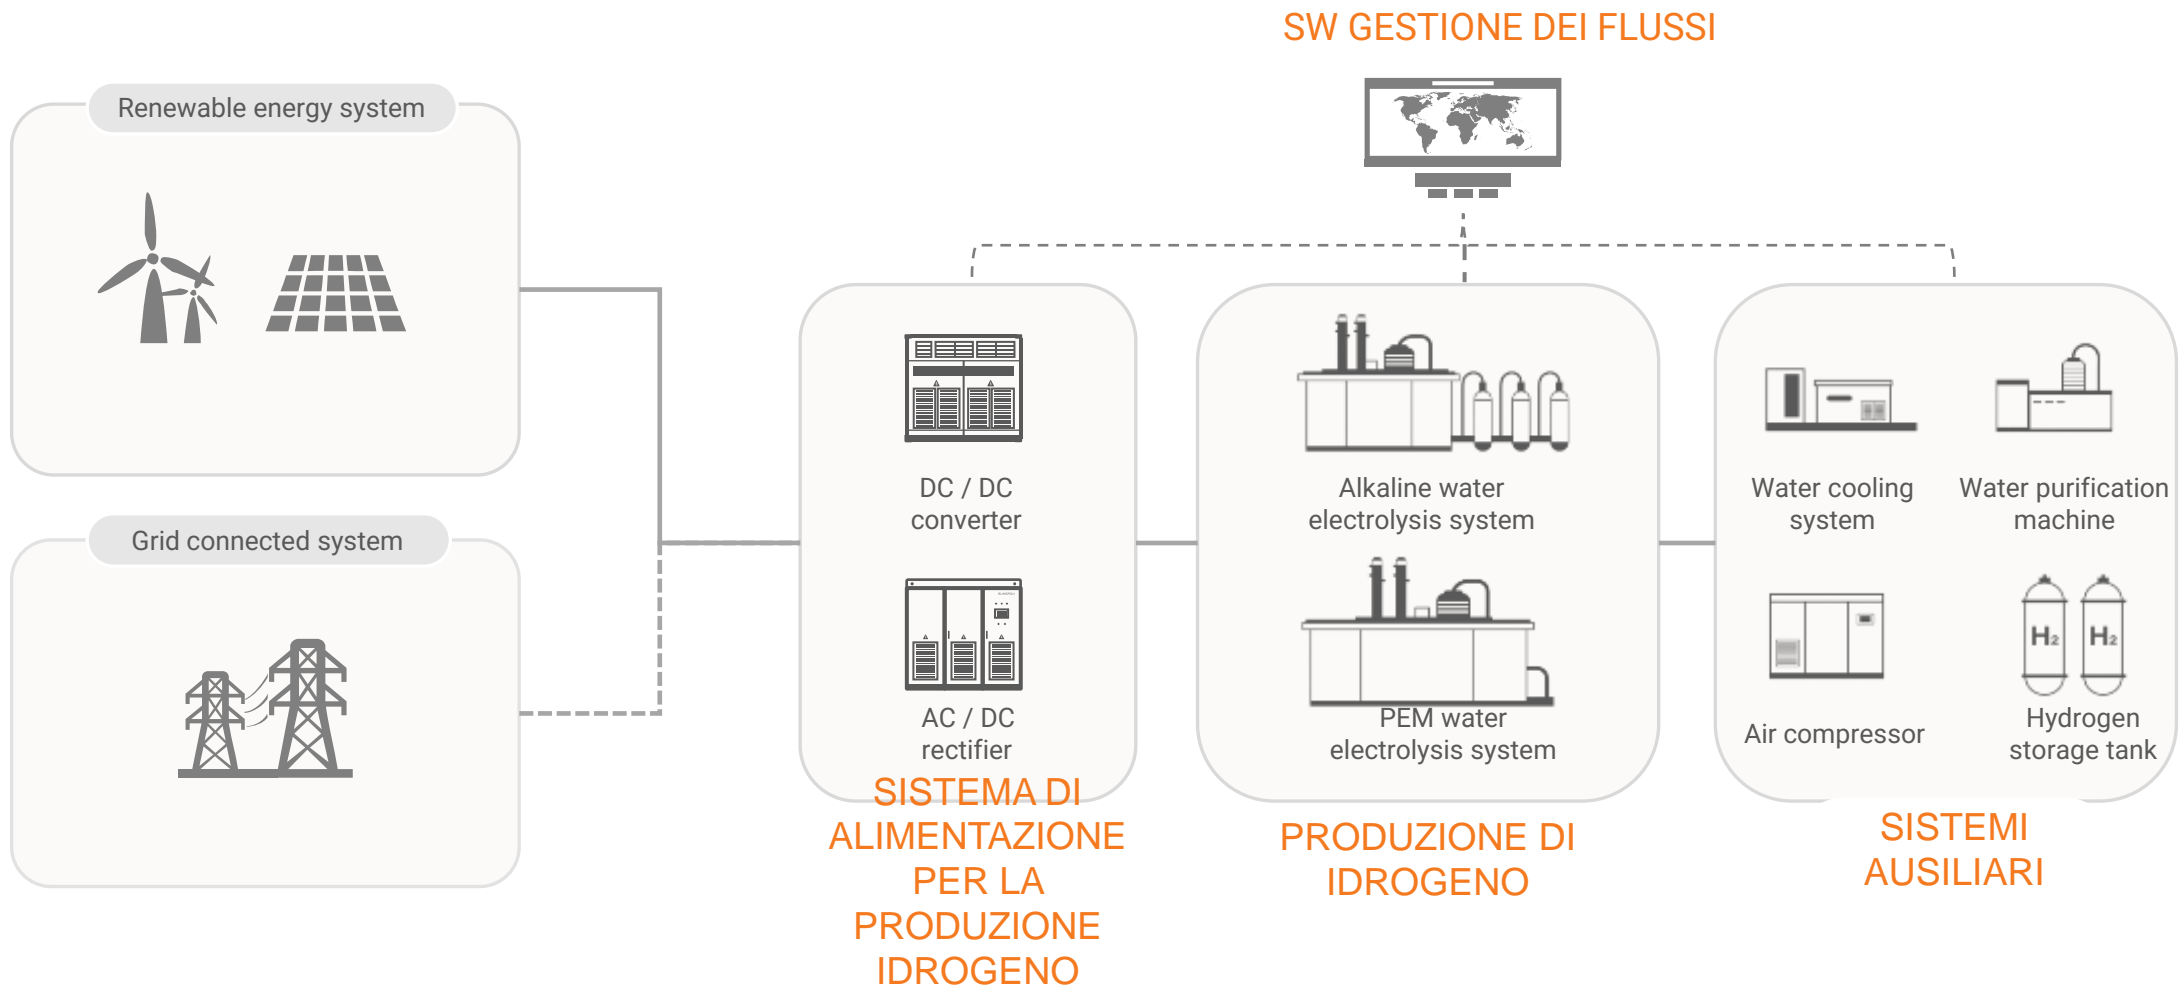 SW GESTIONE DEI FLUSSI
Renewable energy system
Grid connected system
DC / DC
converter
AC / DC
rectifier
SISTEMA DI
ALIMENTAZIONE
PER LA
PRODUZIONE
IDROGENO
Alkaline water
electrolysis system
PEM water
electrolysis system
PRODUZIONE DI
IDROGENO
Water cooling
system
Water purification
machine
Air compressor
H2
H2
Hydrogen
storage tank
SISTEMI
AUSILIARI